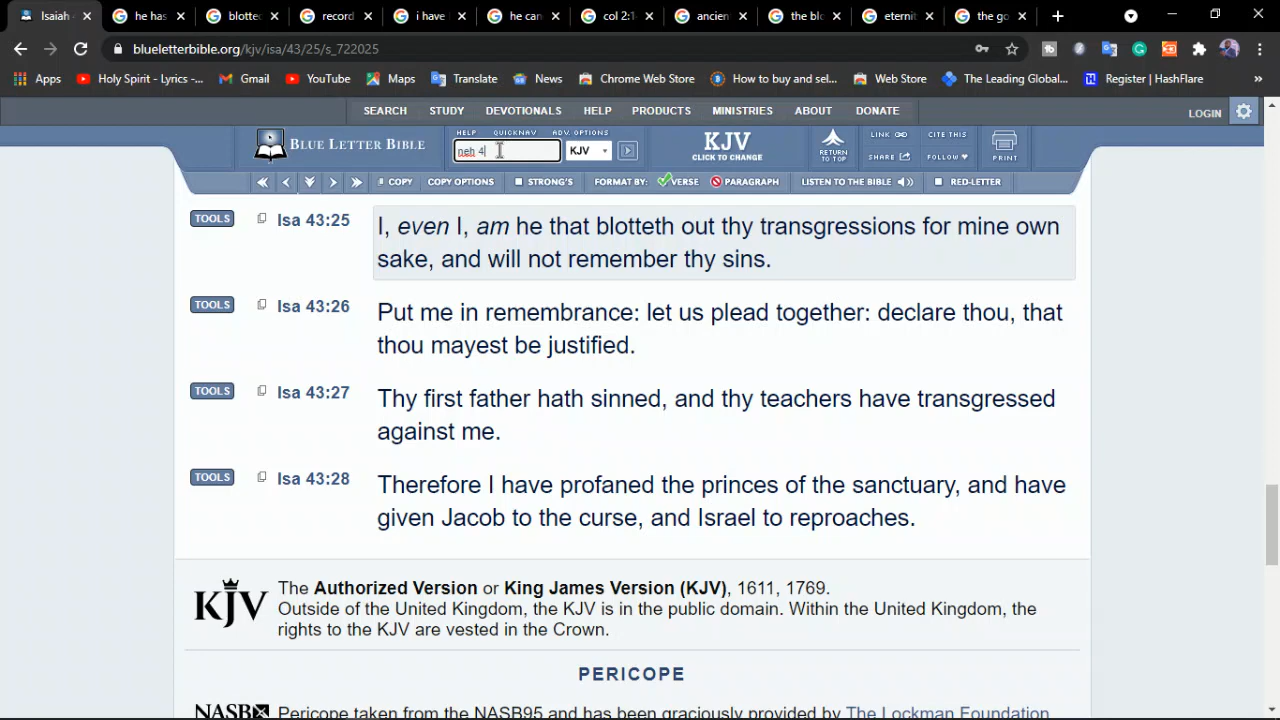 Isaiah
he has
blotte
record
i have
he can
col 2:1
ancien
the blo
eternit
the go
blueletterbible.org/kjv/isa/43/25/s_722025
Apps
Holy Spirit - Lyrics -...
Gmail
YouTube
Maps
Translate
News
Chrome Web Store
How to buy and sel...
Web Store
The Leading Global...
Register | HashFlare
»
SEARCH
STUDY
DEVOTIONALS
HELP
PRODUCTS
MINISTRIES
ABOUT
DONATE
LOGIN
BLUE LETTER BIBLE
HELP
QUICKNAV
ADV. OPTIONS
neh 4
KJV
KJV
CLICK TO CHANGE
RETURN
TO TOP
LINK
CITE THIS
SHARE
FOLLOW
PRINT
COPY
COPY OPTIONS
STRONG'S
FORMAT BY:
VERSE
PARAGRAPH
LISTEN TO THE BIBLE
RED-LETTER
TOOLS
Isa 43:25
I, even I, am he that blotteth out thy transgressions for mine own
sake, and will not remember thy sins.
TOOLS
Isa 43:26
Put me in remembrance: let us plead together: declare thou, that
thou mayest be justified.
TOOLS
Isa 43:27
Thy first father hath sinned, and thy teachers have transgressed
against me.
TOOLS
Isa 43:28
Therefore I have profaned the princes of the sanctuary, and have
given Jacob to the curse, and Israel to reproaches.
KJV
The Authorized Version or King James Version (KJV), 1611, 1769.
Outside of the United Kingdom, the KJV is in the public domain. Within the United Kingdom, the
rights to the KJV are vested in the Crown.
PERICOPE
NASB
Pericope taken from the NASB95 and has been graciously provided by The Lockman Foundation